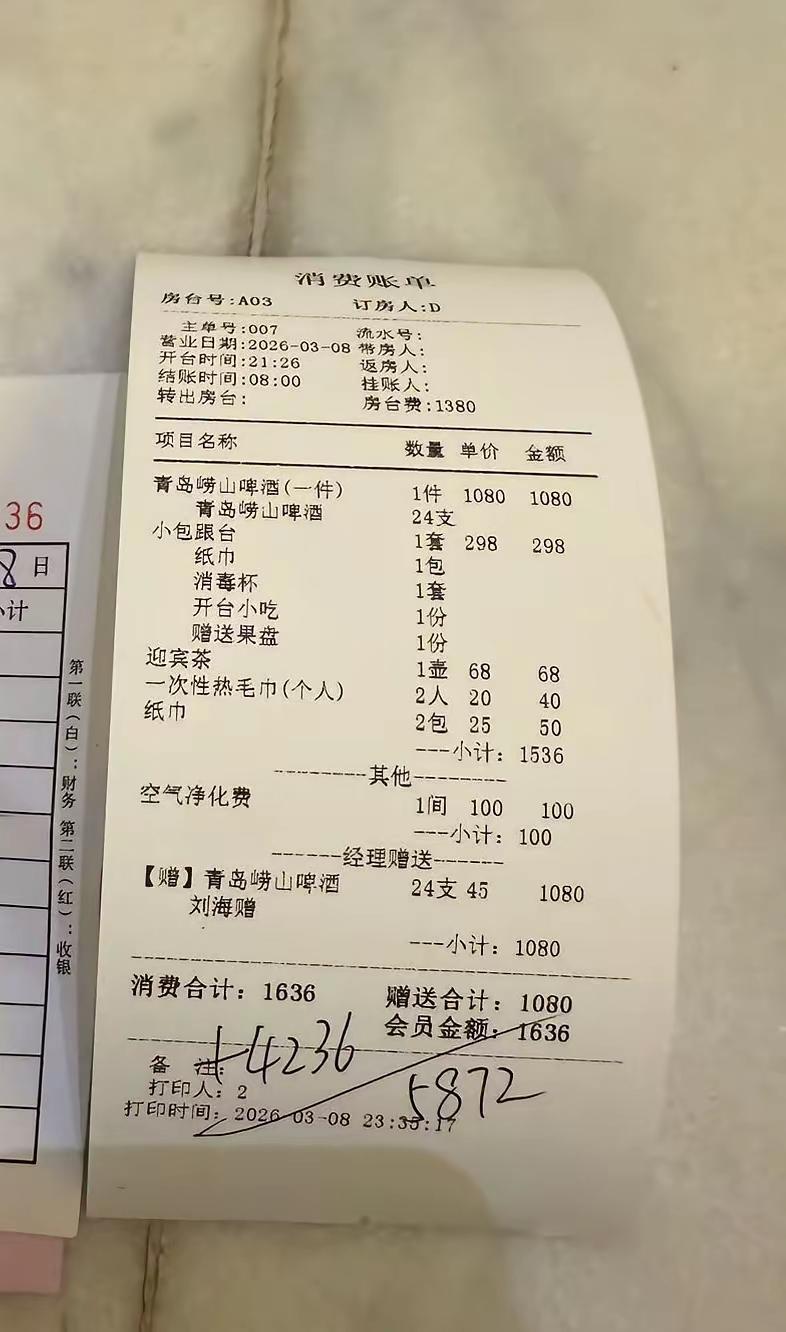 消费账单
房台号:A03 订房人:D
主单号:007 流水号:
营业日期:2026-03-08 带房人:
开台时间:21:26 返房人:
结账时间:08:00 挂账人:
转出房台: 房台费:1380
项目名称 数量 单价 金额
青岛崂山啤酒(一件) 1件 1080 1080
青岛崂山啤酒 24支
小包跟台 1套 298 298
纸巾 1包
消毒杯 1套
开台小吃 1份
赠送果盘 1份
迎宾茶 1壶 68 68
一次性热毛巾(个人) 2人 20 40
纸巾 2包 25 50
---小计: 1536
--------其他--------
空气净化费 1间 100 100
---小计: 100
------经理赠送------
【赠】青岛崂山啤酒 24支 45 1080
刘海赠
---小计: 1080
消费合计: 1636 赠送合计: 1080
会员金额: 1636
+4236
备 注:
5872
打印人: 2
打印时间: 2026-03-08 23:35:17
36
8 日
小计
第一联(白):财务 第二联(红):收银